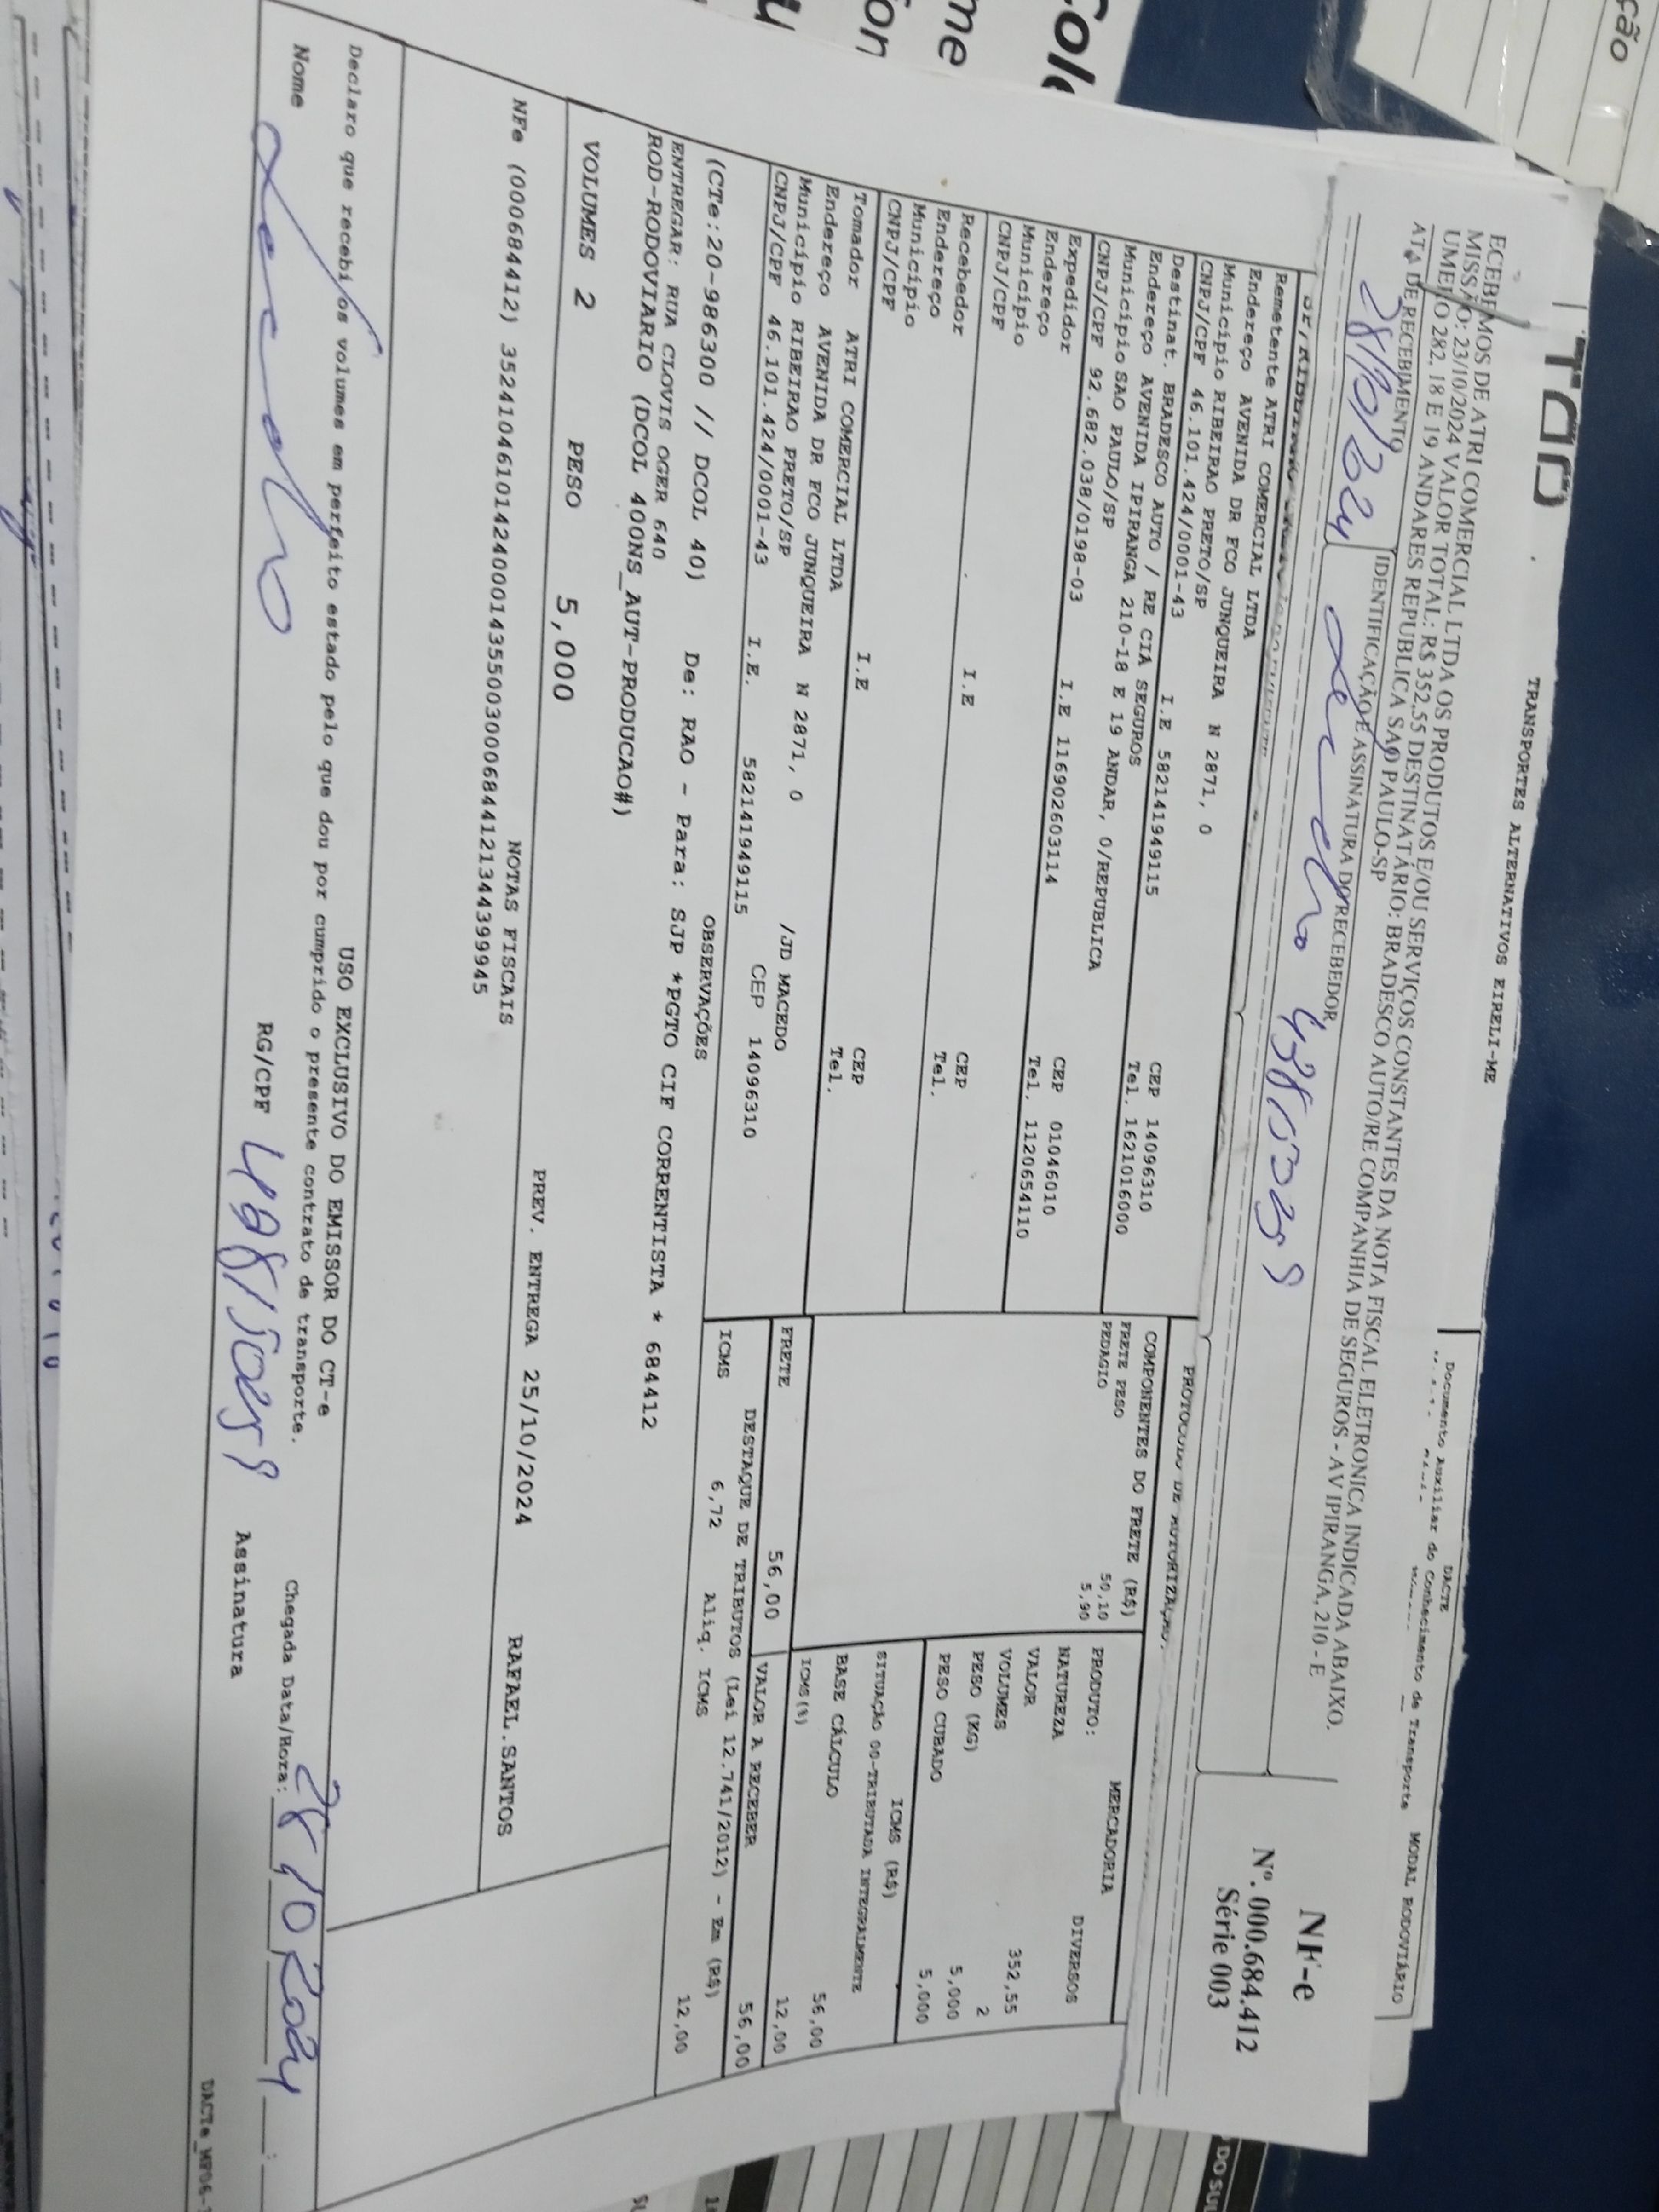 TRANSPORTES ALTERNATIVOS EIRELI-ME
DACTE
Documento Auxiliar do Conhecimento de Transporte
MODAL RODOVIÁRIO
ECEBEMOS DE ATRI COMERCIAL LTDA OS PRODUTOS E/OU SERVIÇOS CONSTANTES DA NOTA FISCAL ELETRONICA INDICADA ABAIXO.
MISSÃO: 23/10/2024 VALOR TOTAL: R$ 352,55 DESTINATÁRIO: BRADESCO AUTO/RE COMPANHIA DE SEGUROS - AV IPIRANGA, 210 - E
UMERO 282, 18 E 19 ANDARES REPUBLICA SAO PAULO-SP
DE RECEBIMENTO
IDENTIFICAÇÃO E ASSINATURA DO RECEBEDOR
28/10/2024
NF-e
Nº. 000.684.412
Série 003
PROTOCOLO DE AUTORIZAÇÃO.
Remetente ATRI COMERCIAL LTDA
Endereço AVENIDA DR FCO JUNQUEIRA N 2871, 0
Município RIBEIRAO PRETO/SP CEP 14096310
CNPJ/CPF 46.101.424/0001-43 I.E 582141949115 Tel. 1621016000
Destinat. BRADESCO AUTO / RE CIA SEGUROS
Endereço AVENIDA IPIRANGA 210-18 E 19 ANDAR, 0/REPUBLICA
Município SAO PAULO/SP CEP 01046010
CNPJ/CPF 92.682.038/0198-03 I.E 116902603114 Tel. 1120654110
Expedidor
Endereço
Município CEP
CNPJ/CPF I.E Tel.
Recebedor
Endereço
Município CEP
CNPJ/CPF I.E Tel.
Tomador ATRI COMERCIAL LTDA
Endereço AVENIDA DR FCO JUNQUEIRA N 2871, 0 /JD MACEDO
Município RIBEIRAO PRETO/SP
CNPJ/CPF 46.101.424/0001-43 I.E. 582141949115 CEP 14096310
COMPONENTES DO FRETE (R$)
FRETE PESO 50,10
PEDAGIO 5,90
FRETE 56,00
VALOR A RECEBER 56,00
MERCADORIA
PRODUTO:
NATUREZA DIVERSOS
VALOR 352,55
VOLUMES 2
PESO (KG) 5,000
PESO CUBADO 5,000
ICMS (R$)
SITUAÇÃO 00-TRIBUTADA INTEGRALMENTE
BASE CÁLCULO 56,00
ICMS(%) 12,00
DESTAQUE DE TRIBUTOS (Lei 12.741/2012) - Em (R$)
ICMS 6,72 Aliq. ICMS 12,00
OBSERVAÇÕES
(CTe:20-986300 // DCOL 40) De: RAO - Para: SJP *PGTO CIF CORRENTISTA * 684412
ENTREGAR: RUA CLOVIS OGER 640
ROD-RODOVIARIO (DCOL 400NS_AUT-PRODUCAO#)
VOLUMES 2 PESO 5,000 PREV. ENTREGA 25/10/2024 RAFAEL.SANTOS
NOTAS FISCAIS
NFe (000684412) 35241046101424000143550030006844121344399945
USO EXCLUSIVO DO EMISSOR DO CT-e
Declaro que recebi os volumes em perfeito estado pelo que dou por cumprido o presente contrato de transporte.
Chegada Data/Hora: 28/10/2024
Nome
RG/CPF
Assinatura